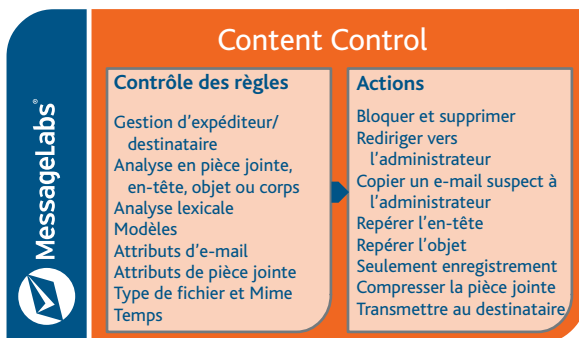 Content Control
MessageLabs®
Contrôle des règles
Gestion d'expéditeur/
destinataire
Analyse en pièce jointe,
en-tête, objet ou corps
Analyse lexicale
Modèles
Attributs d'e-mail
Attributs de pièce jointe
Type de fichier et Mime
Temps
Actions
Bloquer et supprimer
Rediriger vers
l'administrateur
Copier un e-mail suspect à
l'administrateur
Repérer l'en-tête
Repérer l'objet
Seulement enregistrement
Compresser la pièce jointe
Transmettre au destinataire